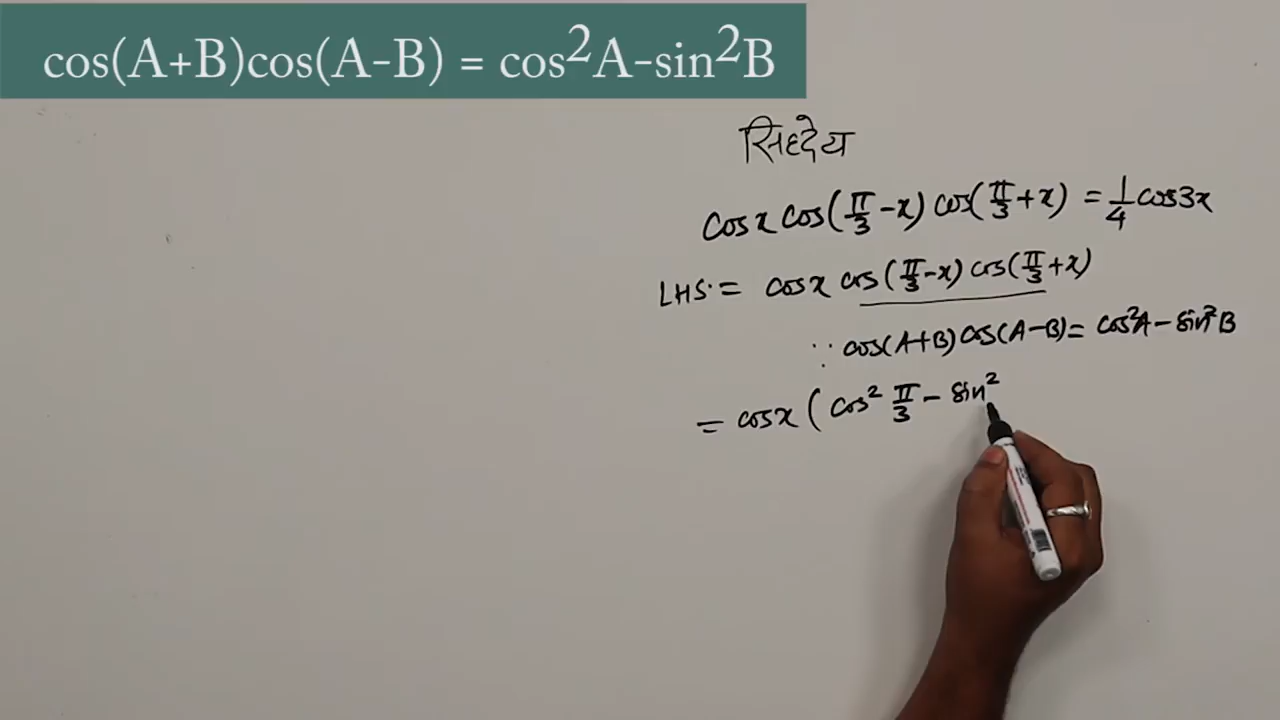 cos(A+B)cos(A-B) = cos²A-sin²B
सिद्देय
cos x cos(π/3 - x) cos(π/3 + x) = 1/4 cos3x
LHS = cos x cos(π/3 - x) cos(π/3 + x)
∵ cos(A+B) cos(A-B) = cos²A - sin²B
= cos x ( cos² π/3 - sin²